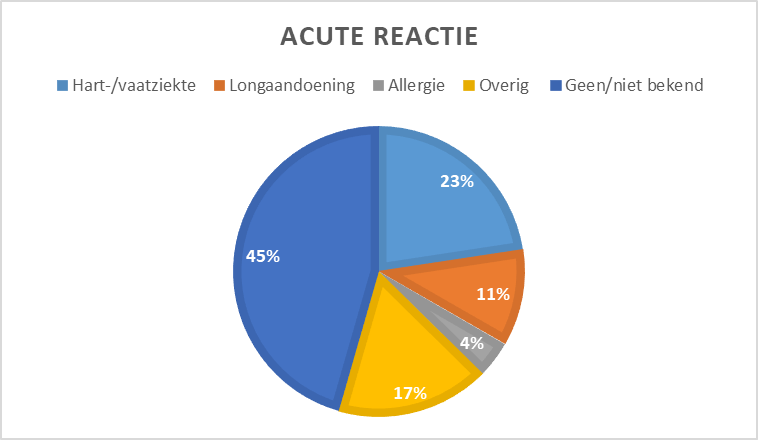 ACUTE REACTIE
Hart-/vaatziekte Longaandoening Allergie Overig Geen/niet bekend
23%
45%
11%
4%
17%